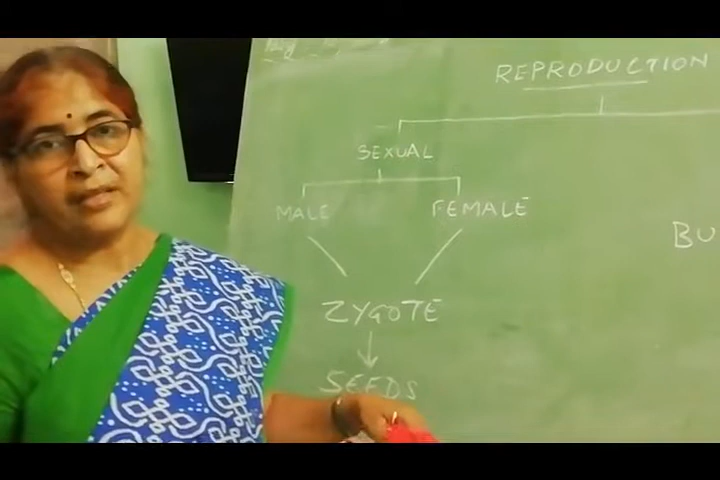 REPRODUCTION
SEXUAL
MALE FEMALE
BU
ZYGOTE
SEEDS